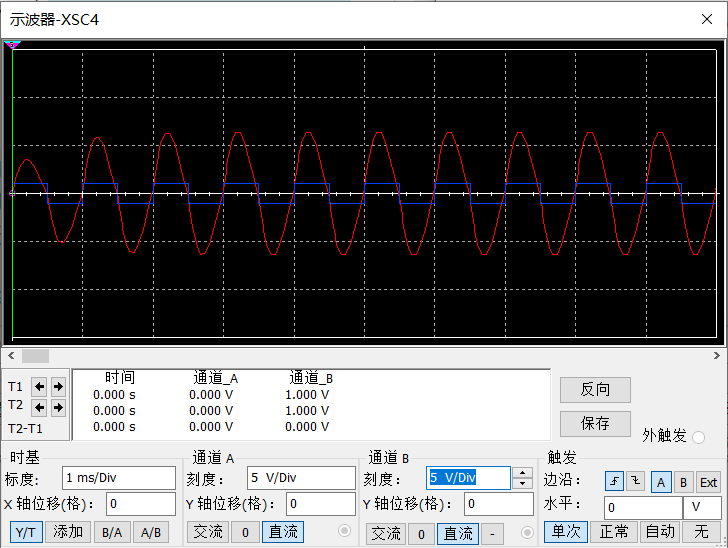 示波器-XSC4
T1
T2
T2-T1
时间 通道_A 通道_B
0.000 s 0.000 V 1.000 V
0.000 s 0.000 V 1.000 V
0.000 s 0.000 V 0.000 V
反向
保存
外触发
时基
标度: 1 ms/Div
X 轴位移(格): 0
Y/T 添加 B/A A/B
通道 A
刻度: 5 V/Div
Y 轴位移(格): 0
交流 0 直流
通道 B
刻度: 5 V/Div
Y 轴位移(格): 0
交流 0 直流 -
触发
边沿: A B Ext
水平: 0 V
单次 正常 自动 无